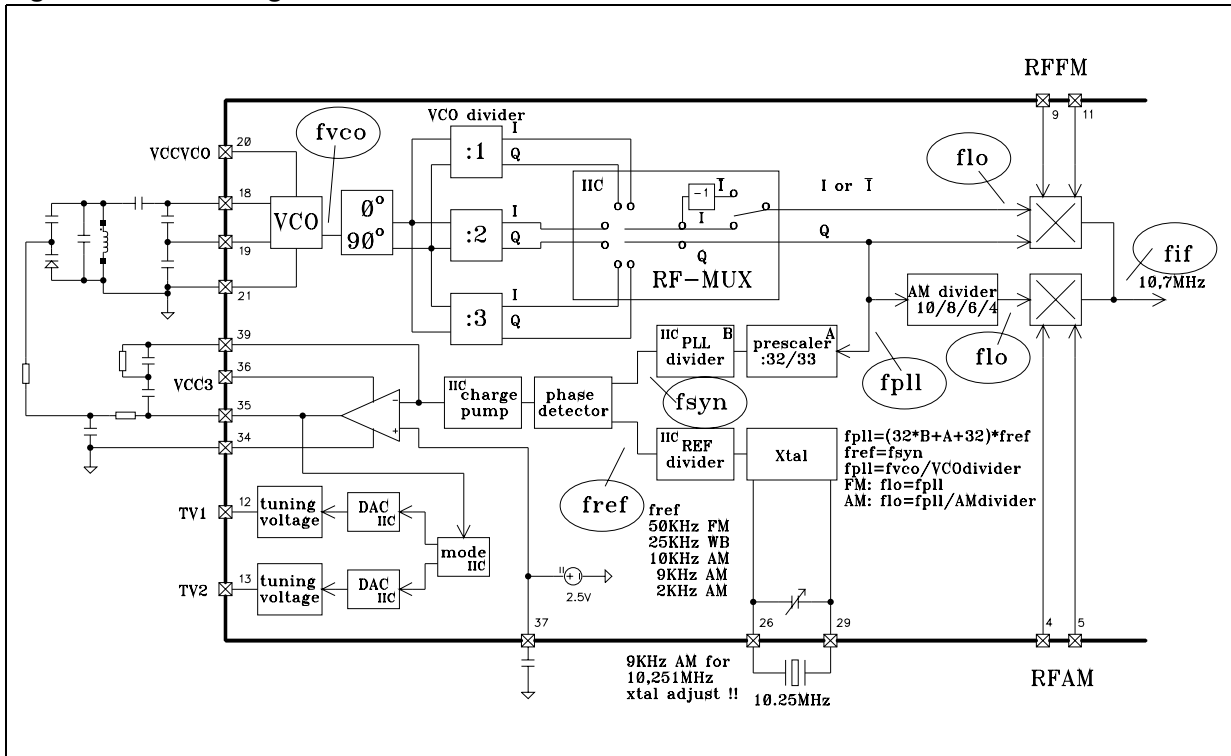 RFFM
9
11
VCO divider
20
fvco
VCCVCO
:1
I
Q
flo
18
IIC
-1
I̅
I or I̅
VCO
0°
90°
:2
I
Q
I
Q
Q
19
RF-MUX
fif
10,7MHz
21
:3
I
Q
AM divider
10/8/6/4
flo
39
IIC
PLL
B
divider
prescaler
A
:32/33
fpll
36
VCC3
IIC
charge
pump
phase
detector
fsyn
35
-
+
34
IIC
REF
divider
Xtal
fpll=(32*B+A+32)*fref
fref=fsyn
fpll=fvco/VCOdivider
FM: flo=fpll
AM: flo=fpll/AMdivider
fref
TV1
12
tuning
voltage
DAC
IIC
fref
50KHz FM
25KHz WB
10KHz AM
9KHz AM
2KHz AM
mode
IIC
TV2
13
tuning
voltage
DAC
IIC
2.5V
37
26
29
4
5
9KHz AM for
10,251MHz
xtal adjust !!
10.25MHz
RFAM